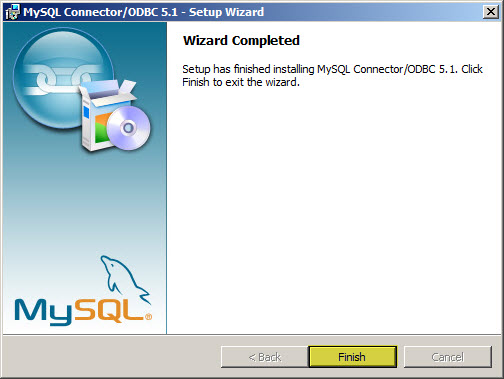 MySQL Connector/ODBC 5.1 - Setup Wizard
Wizard Completed
Setup has finished installing MySQL Connector/ODBC 5.1. Click
Finish to exit the wizard.
MySQL®
< Back
Finish
Cancel